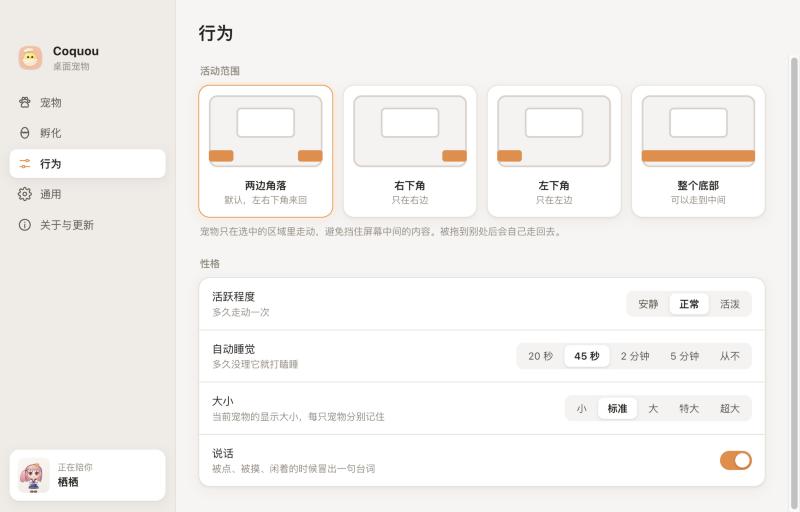 Coquou
桌面宠物
宠物
孵化
行为
通用
关于与更新
正在陪你
栖栖
行为
活动范围
两边角落
默认，左右下角来回
右下角
只在右边
左下角
只在左边
整个底部
可以走到中间
宠物只在选中的区域里走动，避免挡住屏幕中间的内容。被拖到别处后会自己走回去。
性格
活跃程度
多久走动一次
安静 正常 活泼
自动睡觉
多久没理它就打瞌睡
20 秒 45 秒 2 分钟 5 分钟 从不
大小
当前宠物的显示大小，每只宠物分别记住
小 标准 大 特大 超大
说话
被点、被摸、闲着的时候冒出一句台词